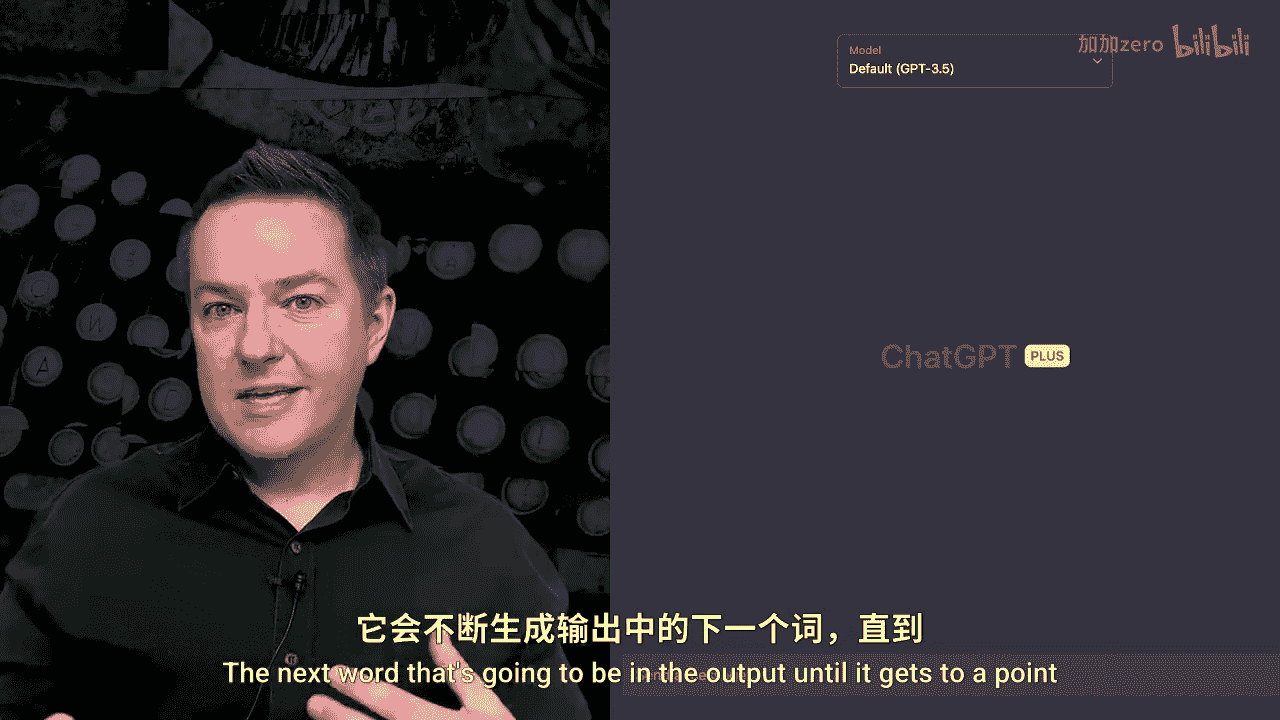 加加zero bilibili
Model
Default (GPT-3.5)
ChatGPT PLUS
它会不断生成输出中的下一个词，直到
The next word that's going to be in the output until it gets to a point